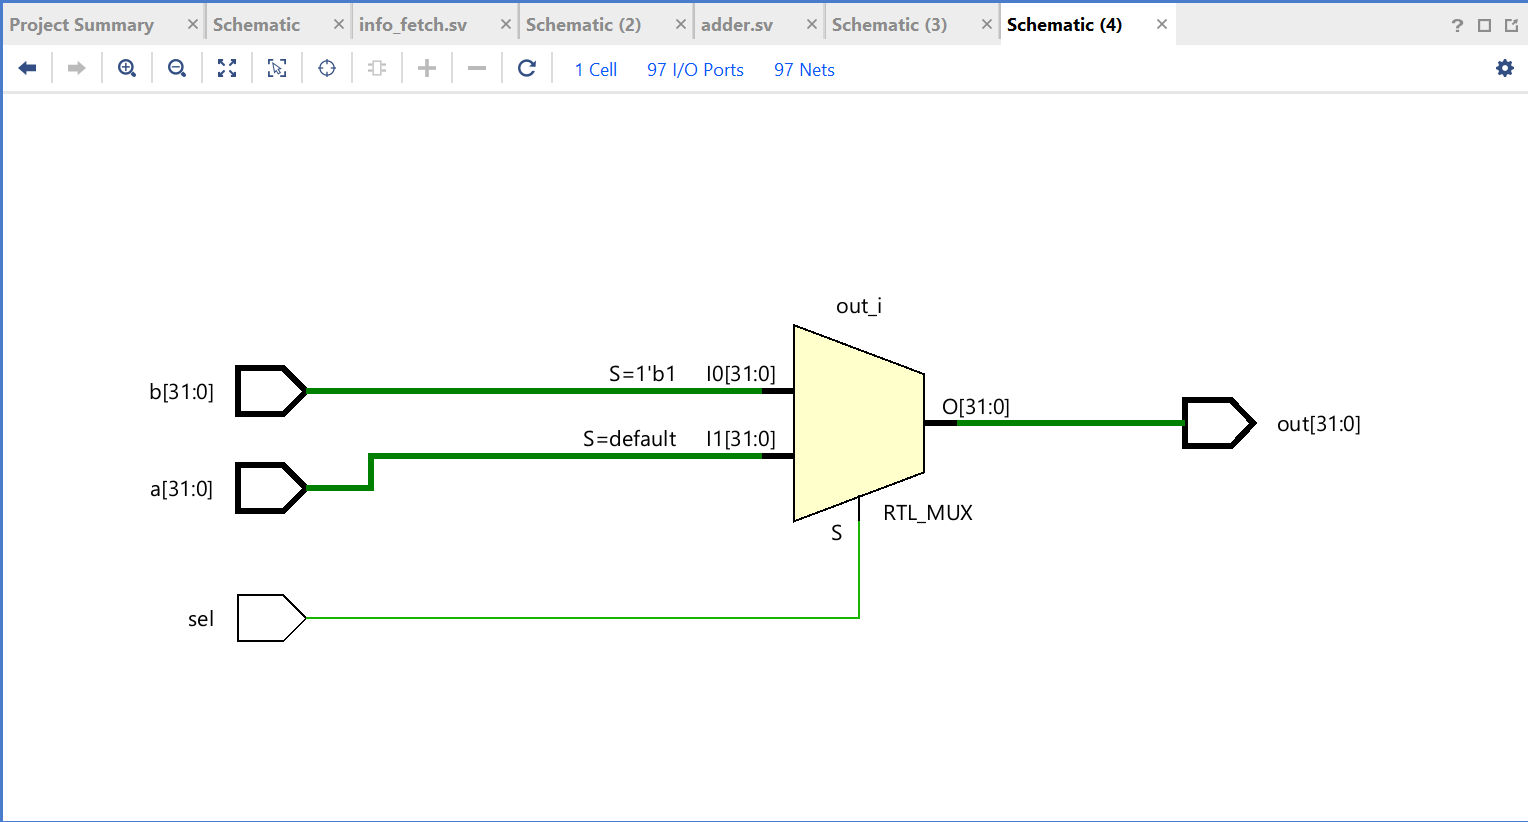 Project Summary × Schematic × info_fetch.sv × Schematic (2) × adder.sv × Schematic (3) × Schematic (4) × ?
1 Cell 97 I/O Ports 97 Nets
out_i
b[31:0] S=1'b1 I0[31:0]
O[31:0] out[31:0]
S=default I1[31:0]
a[31:0]
RTL_MUX
S
sel